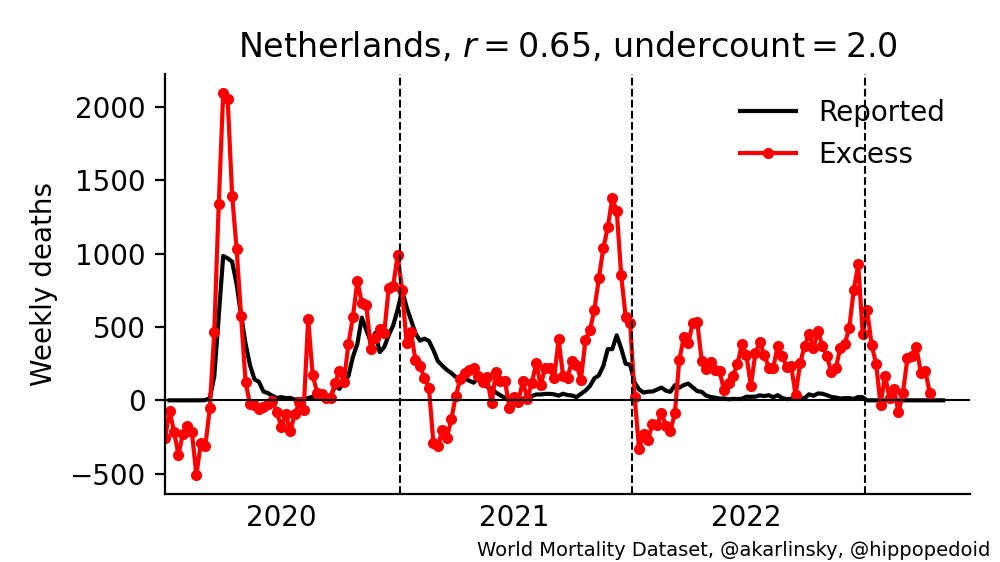 Netherlands, r = 0.65, undercount = 2.0
Weekly deaths
2000
1500
1000
500
0
−500
Reported
Excess
2020
2021
2022
World Mortality Dataset, @akarlinsky, @hippopedoid